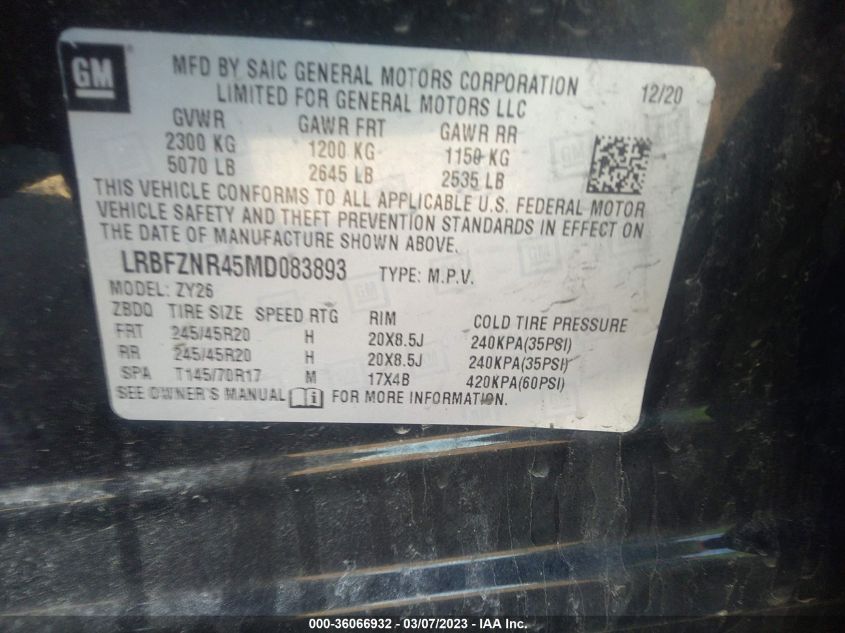 GM
MFD BY SAIC GENERAL MOTORS CORPORATION
LIMITED FOR GENERAL MOTORS LLC
12/20
GVWR GAWR FRT GAWR RR
2300 KG 1200 KG 1150 KG
5070 LB 2645 LB 2535 LB
THIS VEHICLE CONFORMS TO ALL APPLICABLE U.S. FEDERAL MOTOR
VEHICLE SAFETY AND THEFT PREVENTION STANDARDS IN EFFECT ON
THE DATE OF MANUFACTURE SHOWN ABOVE.
LRBFZNR45MD083893 TYPE: M.P.V.
MODEL: ZY26
ZBDQ TIRE SIZE SPEED RTG RIM COLD TIRE PRESSURE
FRT 245/45R20 H 20X8.5J 240KPA(35PSI)
RR 245/45R20 H 20X8.5J 240KPA(35PSI)
SPA T145/70R17 M 17X4B 420KPA(60PSI)
SEE OWNER'S MANUAL i FOR MORE INFORMATION.
000-36066932 / 03/07/2023 - IAA Inc.